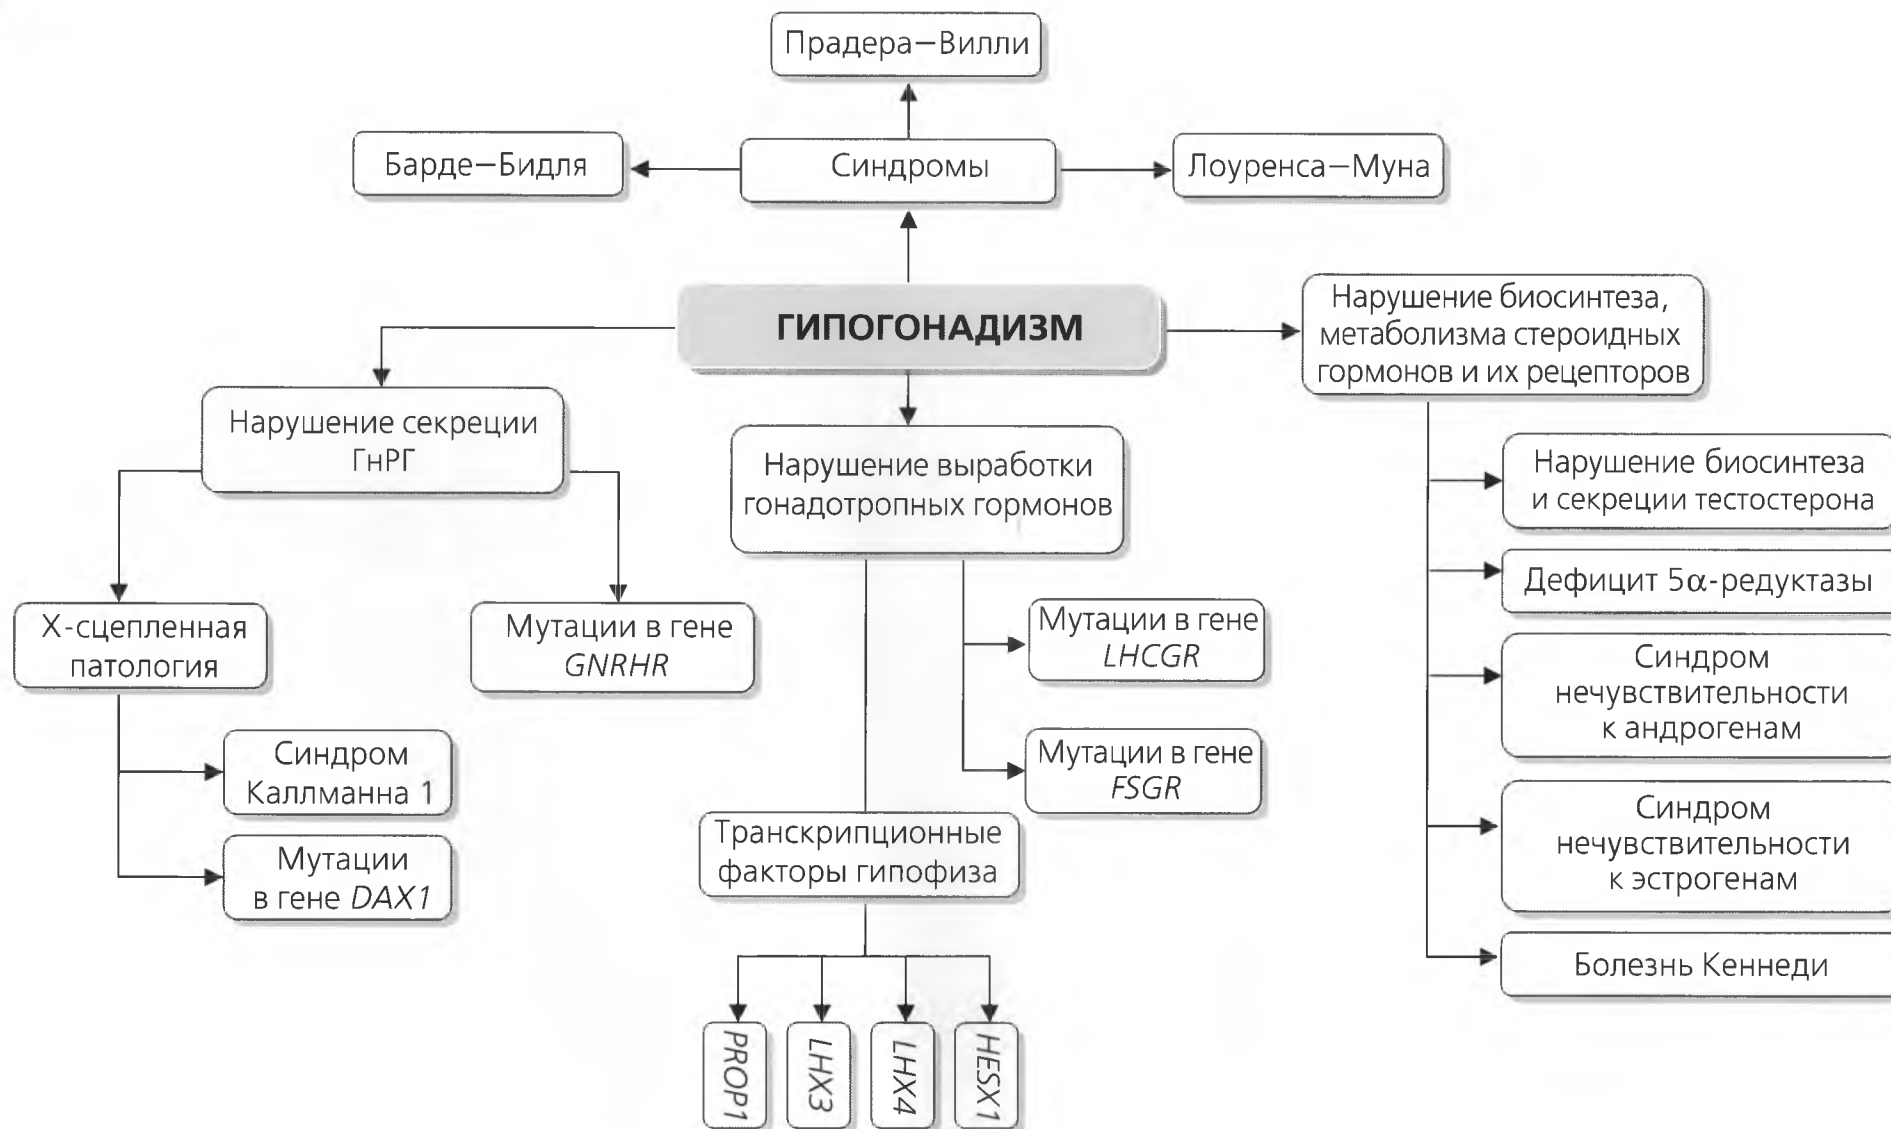 Прадера–Вилли
Барде–Бидля
Синдромы
Лоуренса–Муна
ГИПОГОНАДИЗМ
Нарушение биосинтеза,
метаболизма стероидных
гормонов и их рецепторов
Нарушение секреции
ГнРГ
Нарушение выработки
гонадотропных гормонов
Нарушение биосинтеза
и секреции тестостерона
Дефицит 5α-редуктазы
Х-сцепленная
патология
Мутации в гене
GNRHR
Мутации в гене
LHCGR
Синдром
нечувствительности
к андрогенам
Синдром
Каллманна 1
Мутации в гене
FSGR
Мутации
в гене DAX1
Транскрипционные
факторы гипофиза
Синдром
нечувствительности
к эстрогенам
Болезнь Кеннеди
PROP1
LHX3
LHX4
HESX1